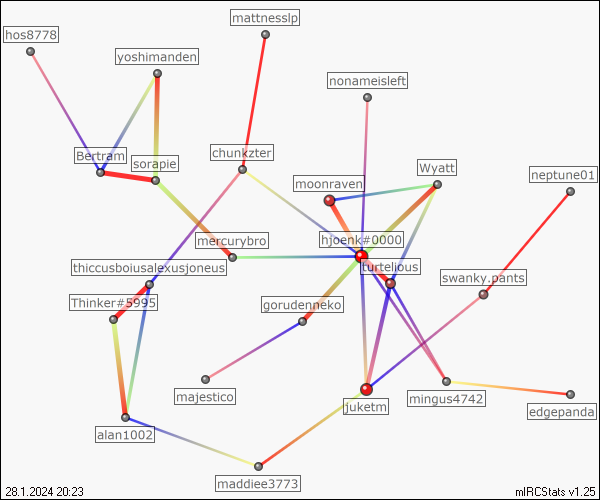 mattnesslp
hos8778
yoshimanden
nonameisleft
Bertram
sorapie
chunkzter
Wyatt
moonraven
neptune01
mercurybro
hjoenk#0000
thiccusboiusalexusjoneus
turtelious
swanky.pants
Thinker#5995
gorudenneko
majestico
juketm
mingus4742
edgepanda
alan1002
maddiee3773
28.1.2024 20:23
mIRCStats v1.25